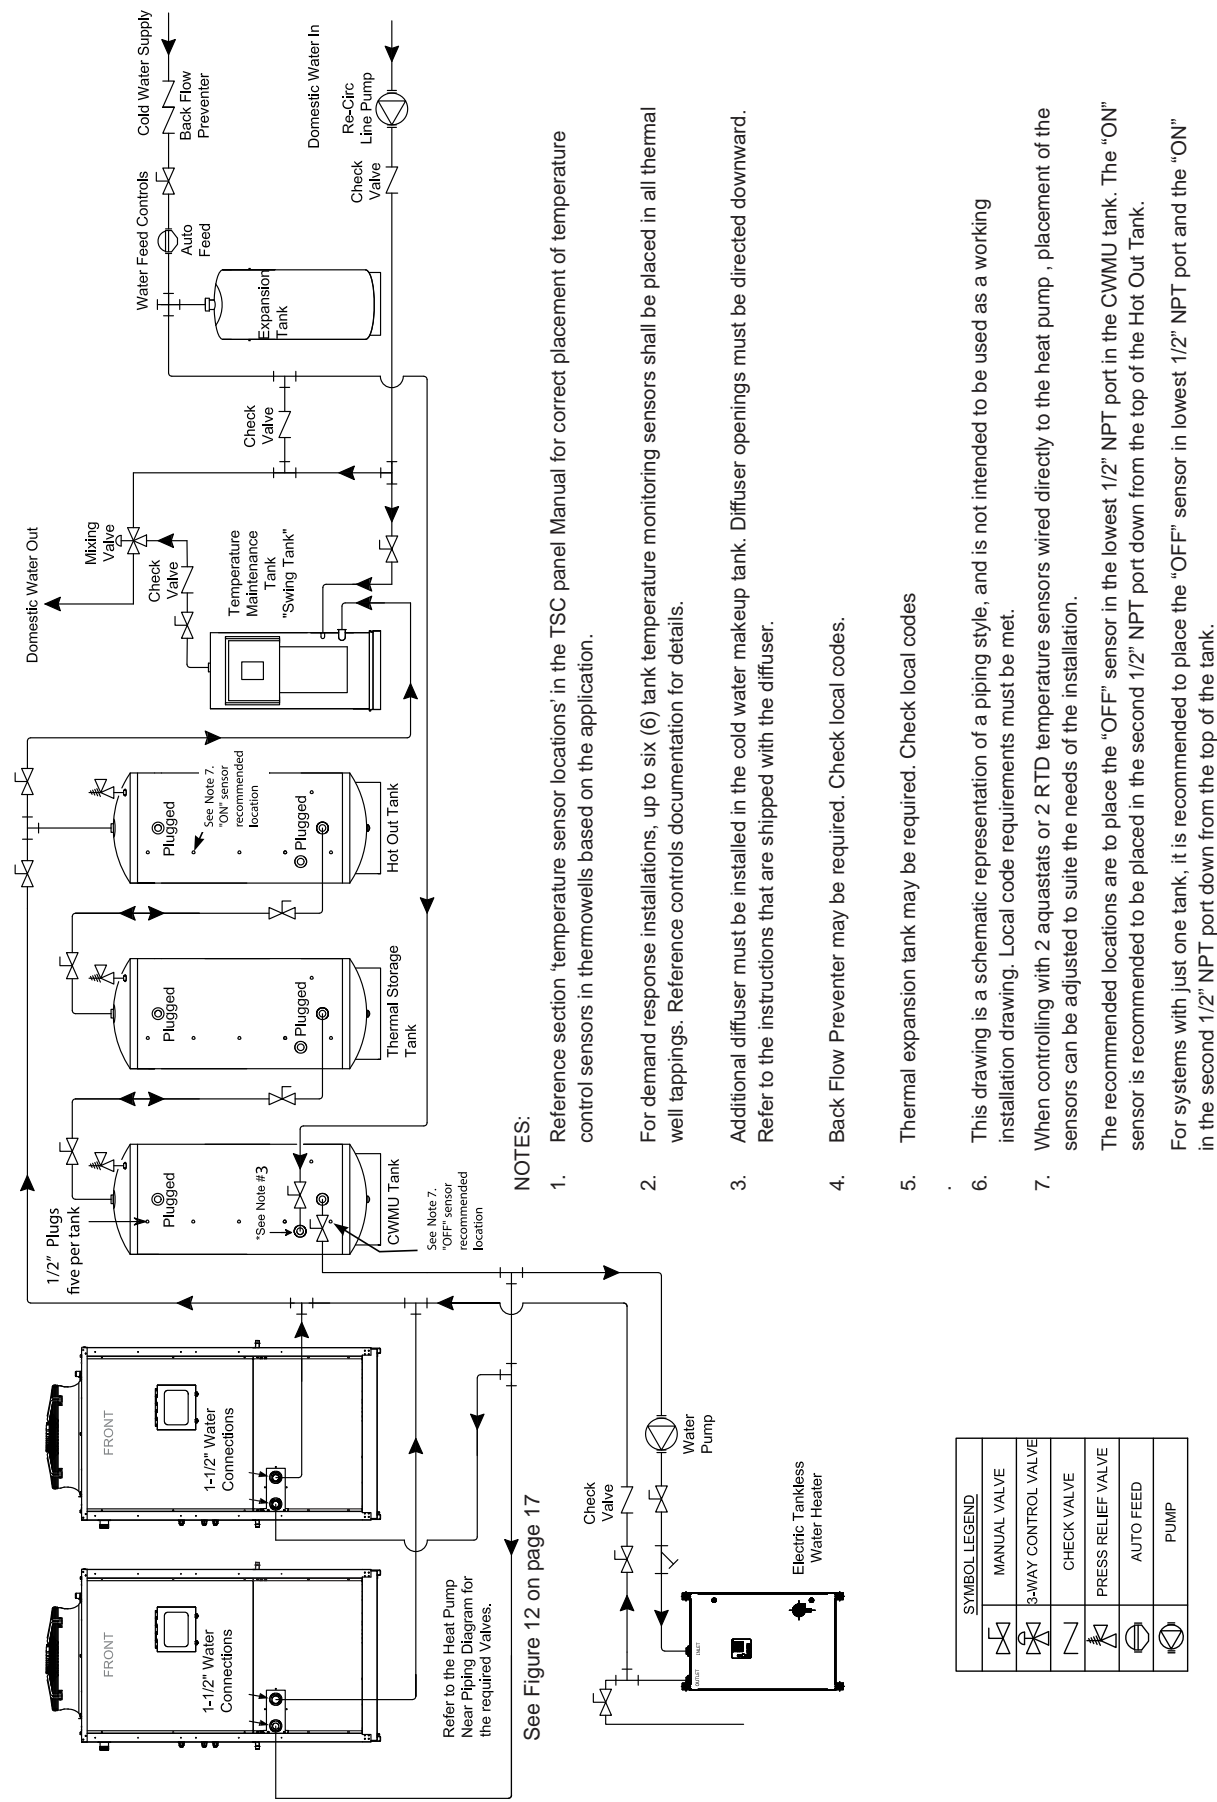 FRONT
1-1/2" Water
Connections
FRONT
1-1/2" Water
Connections
Refer to the Heat Pump
Near Piping Diagram for
the required Valves.
See Figure 12 on page 17
1/2" Plugs
five per tank
Plugged
*See Note #3
CWMU Tank
See Note 7.
"OFF" sensor
recommended
location
Plugged
Plugged
Thermal Storage
Tank
Plugged
See Note 7.
"ON" sensor
recommended
location
Plugged
Hot Out Tank
Domestic Water Out
Mixing
Valve
Check
Valve
Temperature
Maintenance
Tank
"Swing Tank"
Check
Valve
Water Feed Controls
Auto
Feed
Expansion
Tank
Cold Water Supply
Back Flow
Preventer
Domestic Water In
Re-Circ
Line Pump
Check
Valve
Check
Valve
Water
Pump
Electric Tankless
Water Heater
OUTLET
INLET
NOTES:
1. Reference section 'temperature sensor locations' in the TSC panel Manual for correct placement of temperature
control sensors in thermowells based on the application.
2. For demand response installations, up to six (6) tank temperature monitoring sensors shall be placed in all thermal
well tappings. Reference controls documentation for details.
3. Additional diffuser must be installed in the cold water makeup tank. Diffuser openings must be directed downward.
Refer to the instructions that are shipped with the diffuser.
4. Back Flow Preventer may be required. Check local codes.
5. Thermal expansion tank may be required. Check local codes
.
6. This drawing is a schematic representation of a piping style, and is not intended to be used as a working
installation drawing. Local code requirements must be met.
7. When controlling with 2 aquastats or 2 RTD temperature sensors wired directly to the heat pump , placement of the
sensors can be adjusted to suite the needs of the installation.
The recommended locations are to place the “OFF” sensor in the lowest 1/2” NPT port in the CWMU tank. The “ON”
sensor is recommended to be placed in the second 1/2” NPT port down from the top of the Hot Out Tank.
For systems with just one tank, it is recommended to place the “OFF” sensor in lowest 1/2” NPT port and the “ON”
in the second 1/2” NPT port down from the top of the tank.
SYMBOL LEGEND
MANUAL VALVE
3-WAY CONTROL VALVE
CHECK VALVE
PRESS RELIEF VALVE
AUTO FEED
PUMP